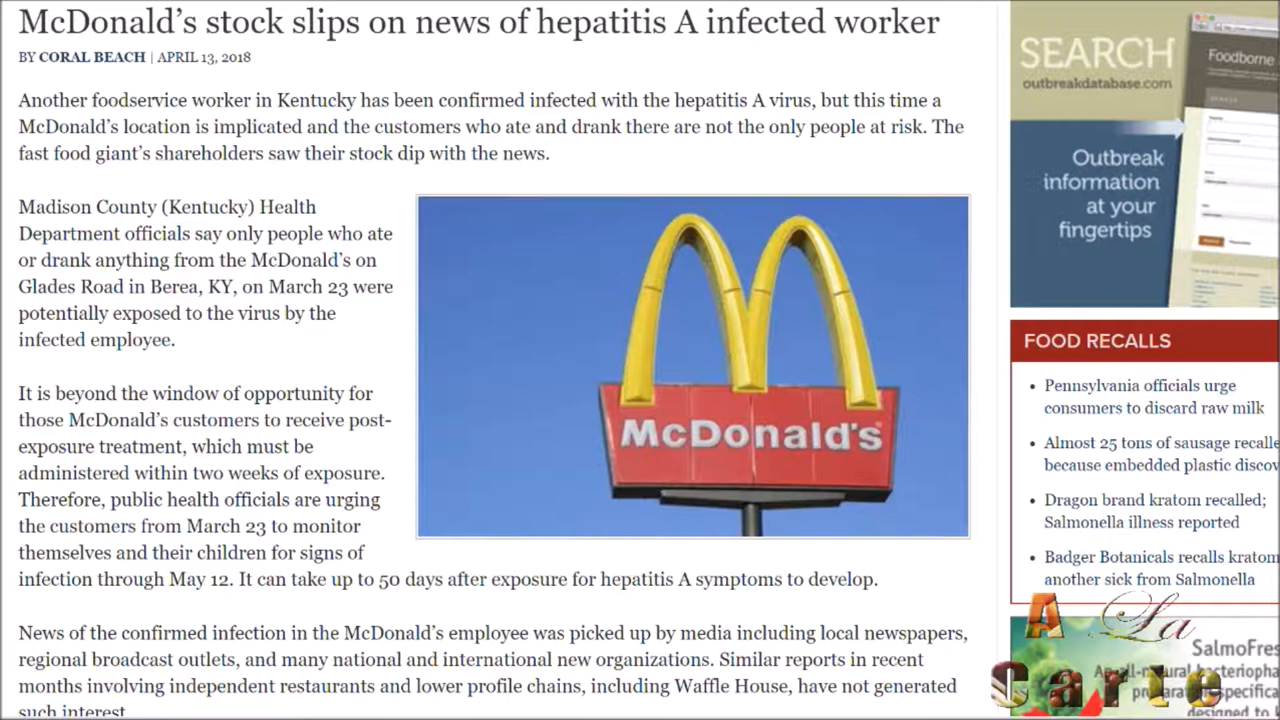 McDonald’s stock slips on news of hepatitis A infected worker
BY CORAL BEACH | APRIL 13, 2018
Another foodservice worker in Kentucky has been confirmed infected with the hepatitis A virus, but this time a
McDonald’s location is implicated and the customers who ate and drank there are not the only people at risk. The
fast food giant’s shareholders saw their stock dip with the news.
Madison County (Kentucky) Health
Department officials say only people who ate
or drank anything from the McDonald’s on
Glades Road in Berea, KY, on March 23 were
potentially exposed to the virus by the
infected employee.
It is beyond the window of opportunity for
those McDonald’s customers to receive post-
exposure treatment, which must be
administered within two weeks of exposure.
Therefore, public health officials are urging
the customers from March 23 to monitor
themselves and their children for signs of
infection through May 12. It can take up to 50 days after exposure for hepatitis A symptoms to develop.
News of the confirmed infection in the McDonald’s employee was picked up by media including local newspapers,
regional broadcast outlets, and many national and international new organizations. Similar reports in recent
months involving independent restaurants and lower profile chains, including Waffle House, have not generated
such interest
McDonald's
SEARCH
outbreakdatabase.com
Foodborne
SEARCH
Outbreak
information
at your
fingertips
FOOD RECALLS
• Pennsylvania officials urge
consumers to discard raw milk
• Almost 25 tons of sausage recalle
because embedded plastic discov
• Dragon brand kratom recalled;
Salmonella illness reported
• Badger Botanicals recalls kratom
another sick from Salmonella
A La
Carte
SalmoFres
designed to k